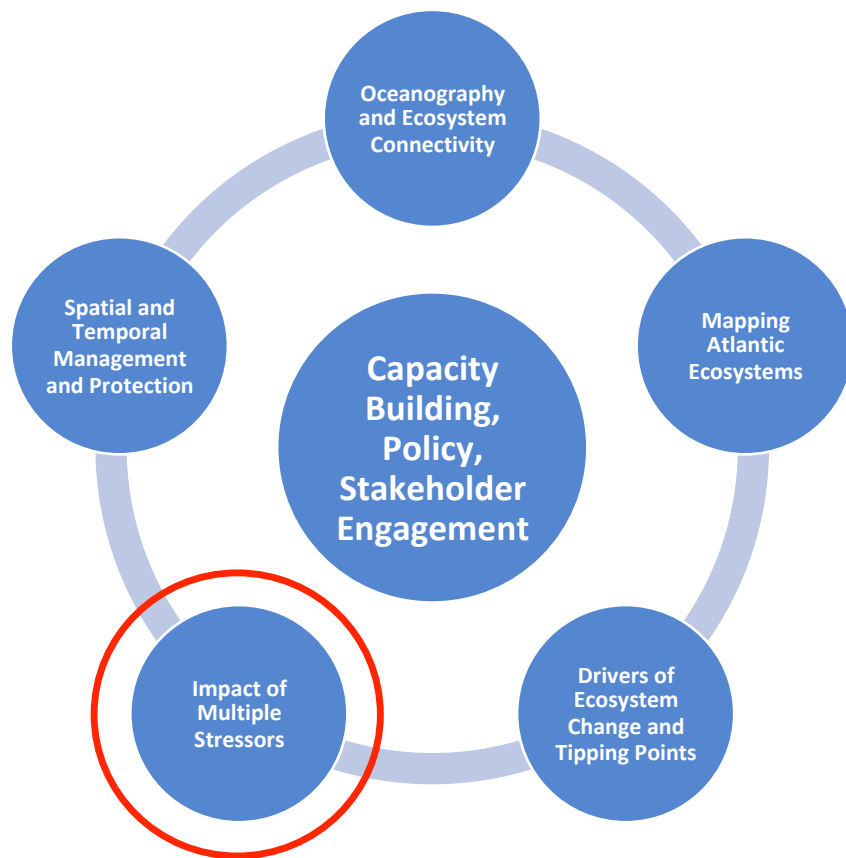 Oceanography
and Ecosystem
Connectivity
Spatial and
Temporal
Management
and Protection
Mapping
Atlantic
Ecosystems
Capacity
Building,
Policy,
Stakeholder
Engagement
Impact of
Multiple
Stressors
Drivers of
Ecosystem
Change and
Tipping Points